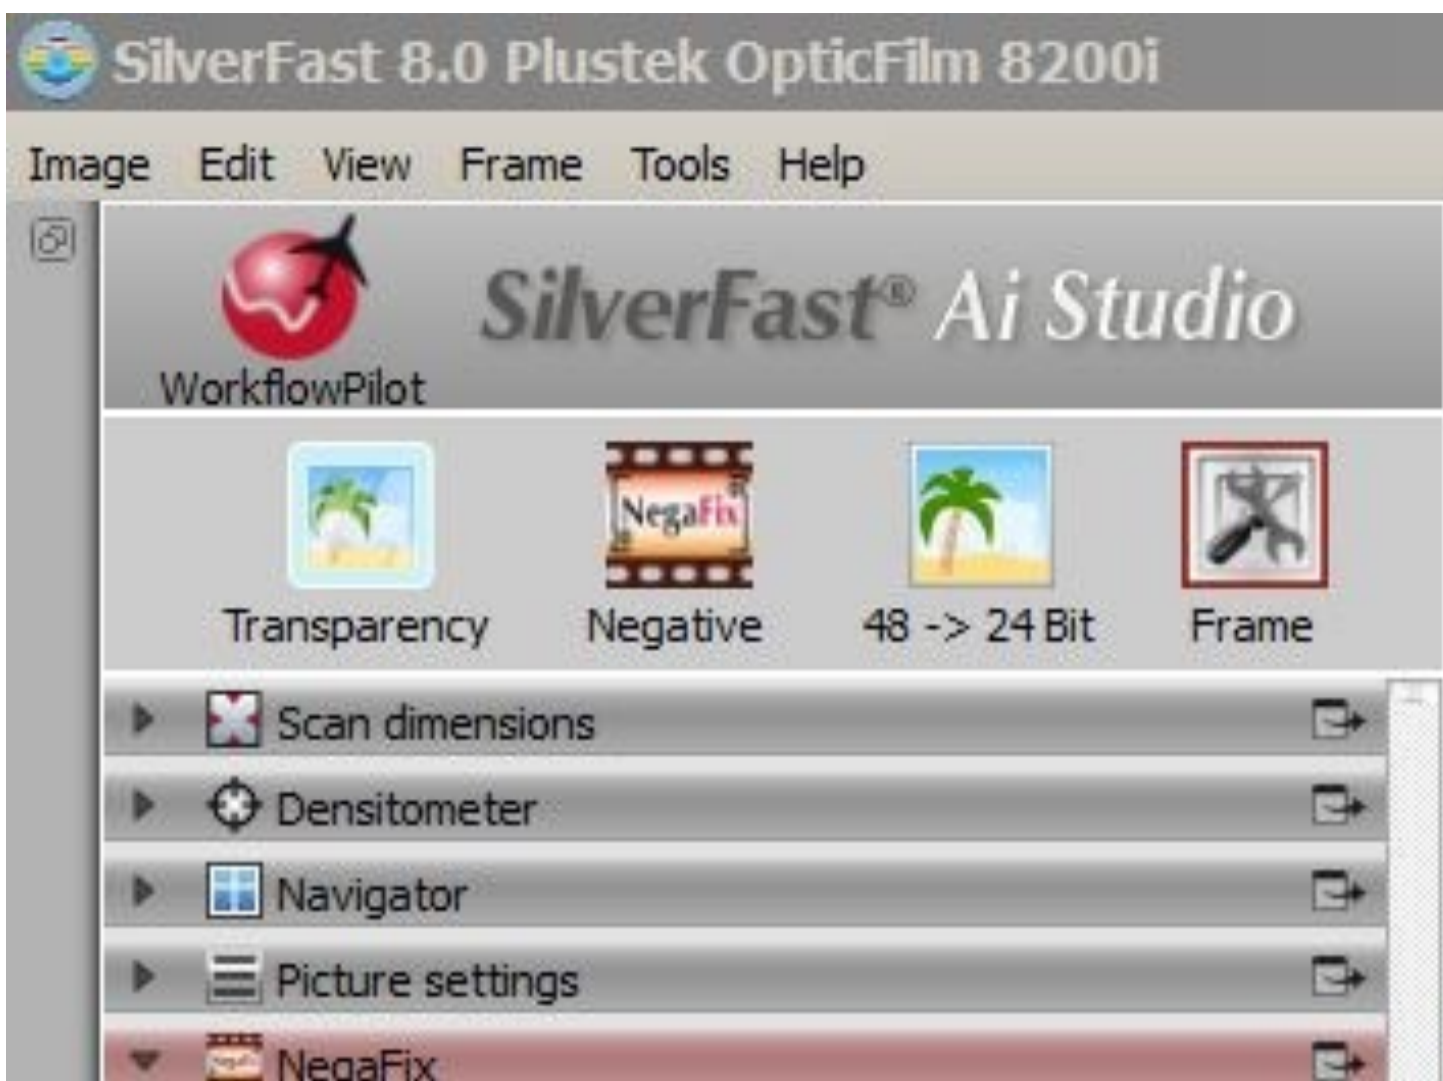 SilverFast 8.0 Plustek OpticFilm 8200i
Image Edit View Frame Tools Help
SilverFast® Ai Studio
WorkflowPilot
NegaFix
Transparency Negative 48 -> 24 Bit Frame
Scan dimensions
Densitometer
Navigator
Picture settings
NegaFix